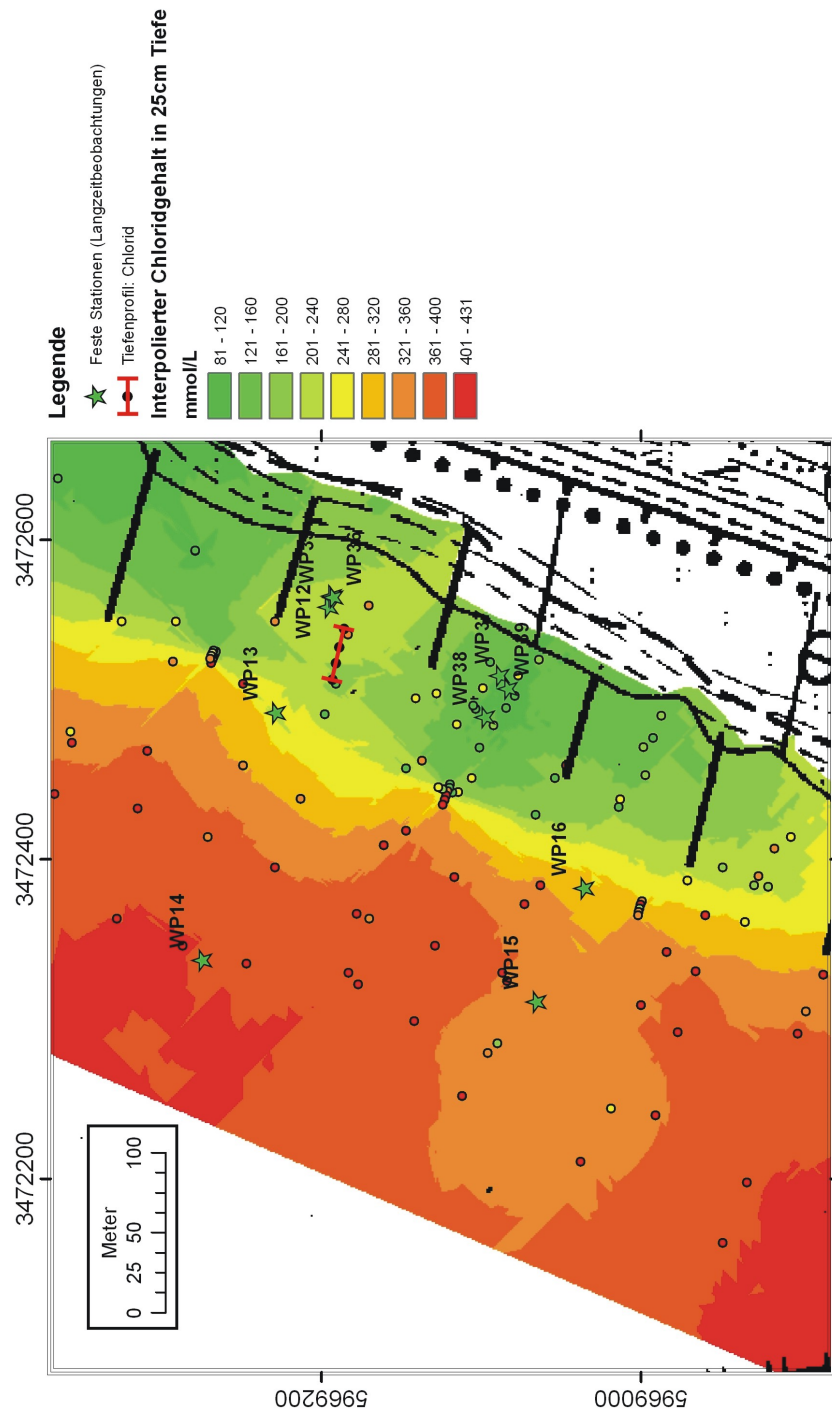 Legende
Feste Stationen (Langzeitbeobachtungen)
Tiefenprofil: Chlorid
Interpolierter Chloridgehalt in 25cm Tiefe
mmol/L
81 - 120
121 - 160
161 - 200
201 - 240
241 - 280
281 - 320
321 - 360
361 - 400
401 - 431
3472200
3472400
3472600
5969200
5969000
Meter
0 25 50 100
WP14
WP13
WP12
WP36
WP15
WP16
WP38
WP39